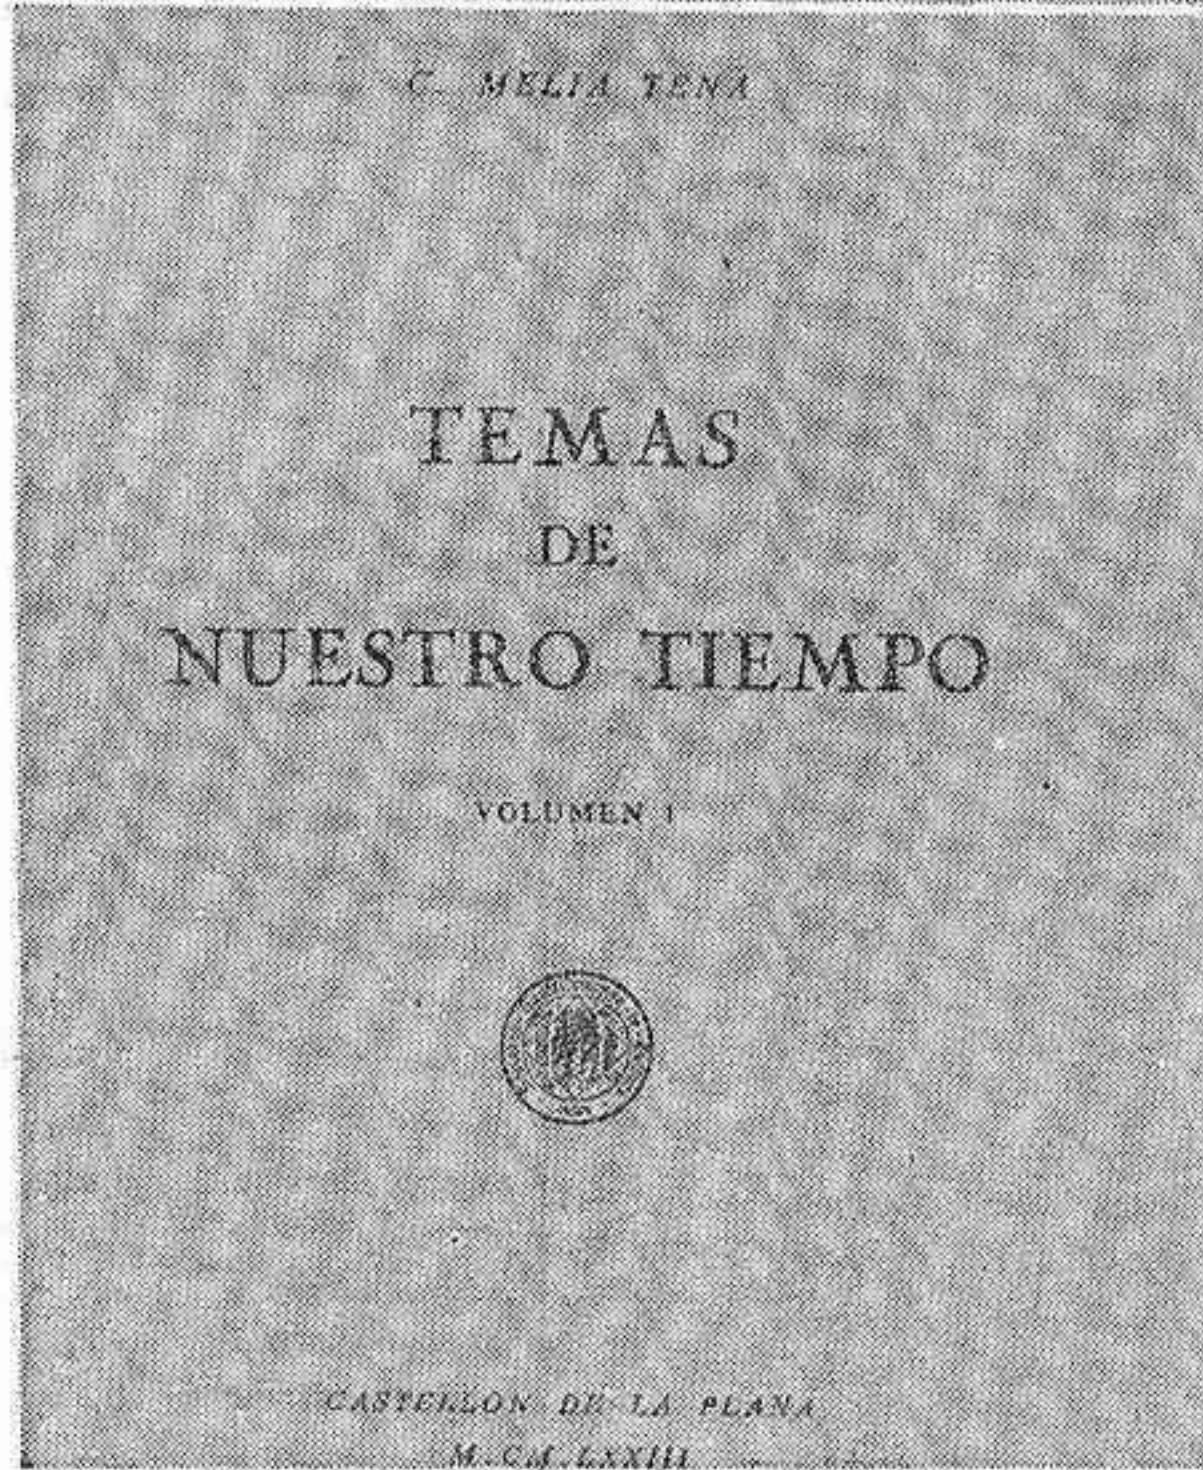 C. MELIA TENA
TEMAS
DE
NUESTRO TIEMPO
VOLUMEN I
CASTELLON DE LA PLANA
M.CM.LXXIII